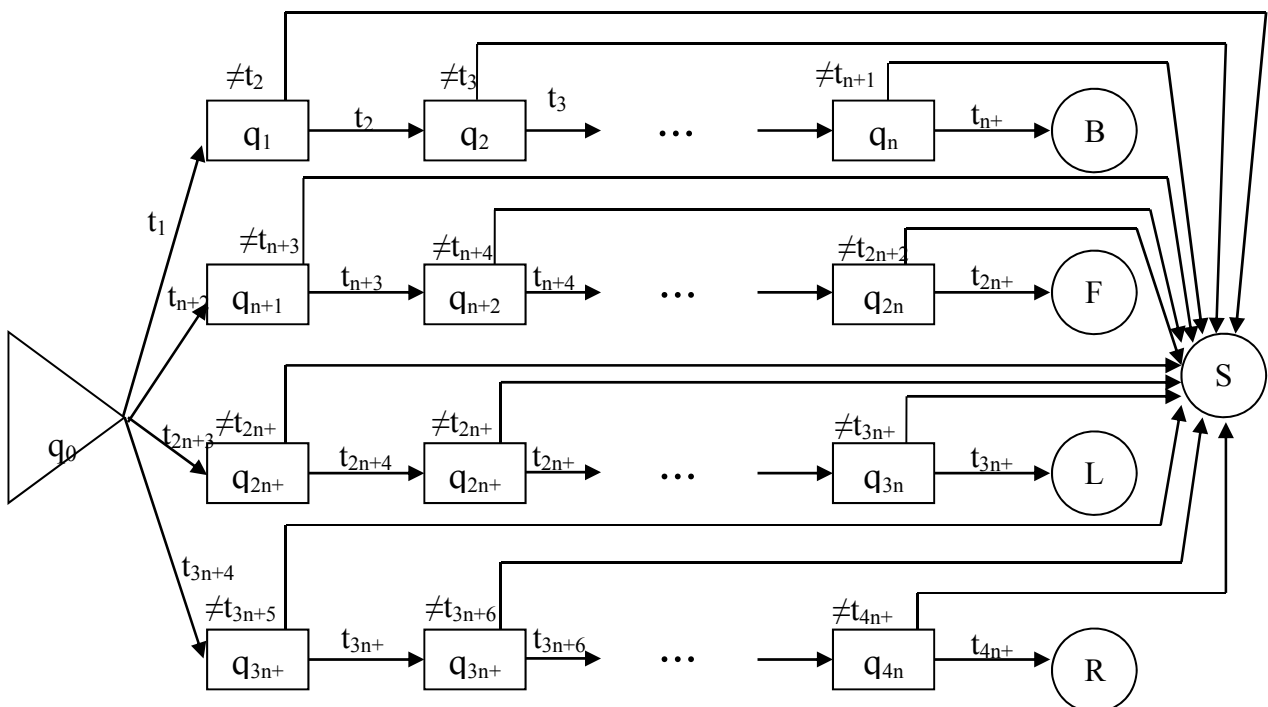 ≠t₂ ≠t₃ ≠tₙ₊₁
q₁ t₂ q₂ t₃ ... qₙ tₙ₊ B
t₁
≠tₙ₊₃ ≠tₙ₊₄ ≠t₂ₙ₊₂
tₙ₊₂ qₙ₊₁ tₙ₊₃ qₙ₊₂ tₙ₊₄ ... q₂ₙ t₂ₙ₊ F
S
q₀
≠t₂ₙ₊ ≠t₂ₙ₊ ≠t₃ₙ₊
t₂ₙ₊₃ q₂ₙ₊ t₂ₙ₊₄ q₂ₙ₊ t₂ₙ₊ ... q₃ₙ t₃ₙ₊ L
t₃ₙ₊₄
≠t₃ₙ₊₅ ≠t₃ₙ₊₆ ≠t₄ₙ₊
q₃ₙ₊ t₃ₙ₊ q₃ₙ₊ t₃ₙ₊₆ ... q₄ₙ t₄ₙ₊ R